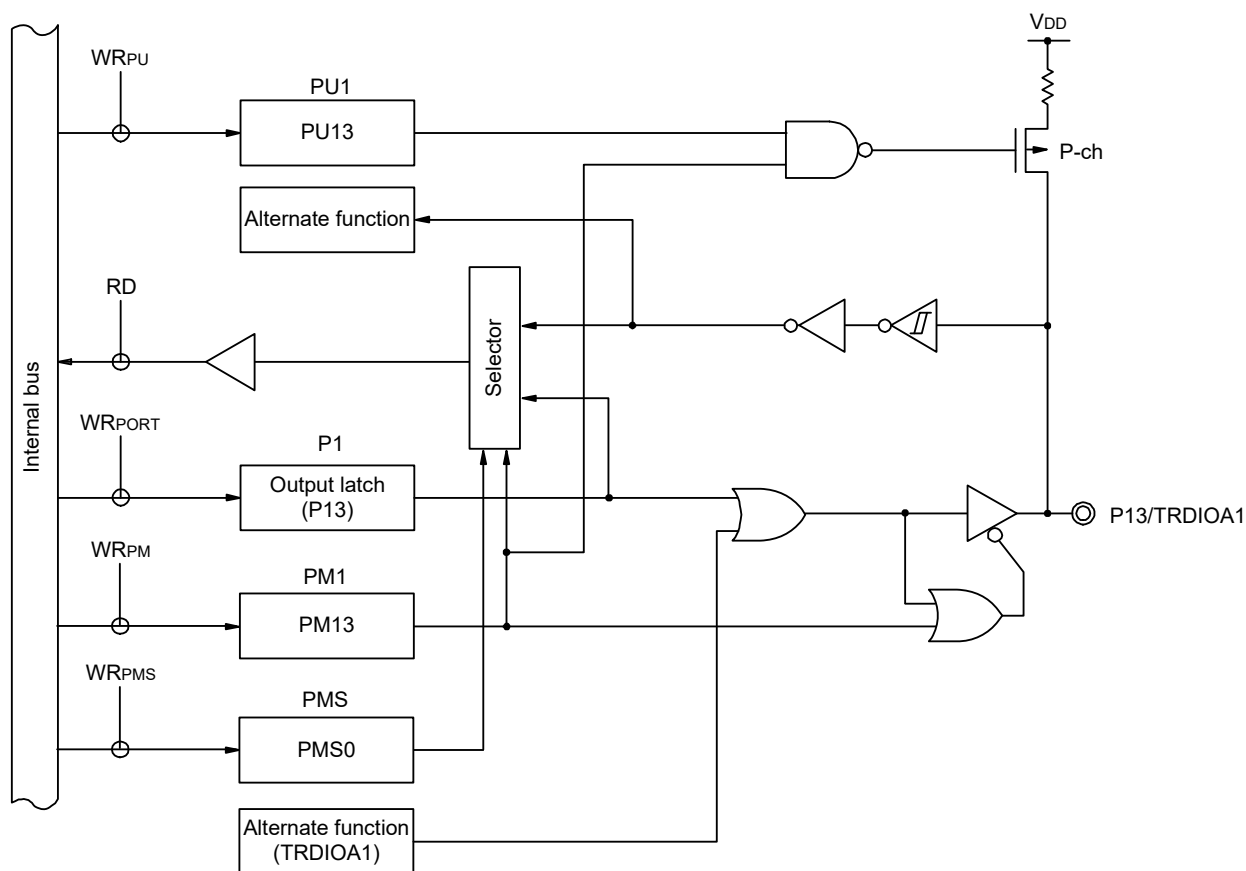 VDD
WRPU
PU1
PU13
P-ch
Alternate function
RD
Selector
Internal bus
WRPORT
P1
Output latch
(P13)
P13/TRDIOA1
WRPM
PM1
PM13
WRPMS
PMS
PMS0
Alternate function
(TRDIOA1)